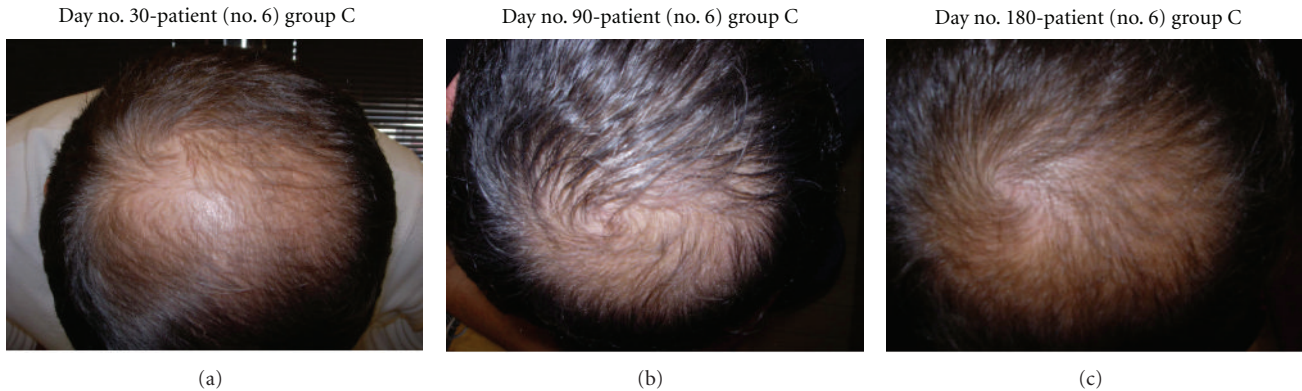 Day no. 30-patient (no. 6) group C
Day no. 90-patient (no. 6) group C
Day no. 180-patient (no. 6) group C
(a)
(b)
(c)